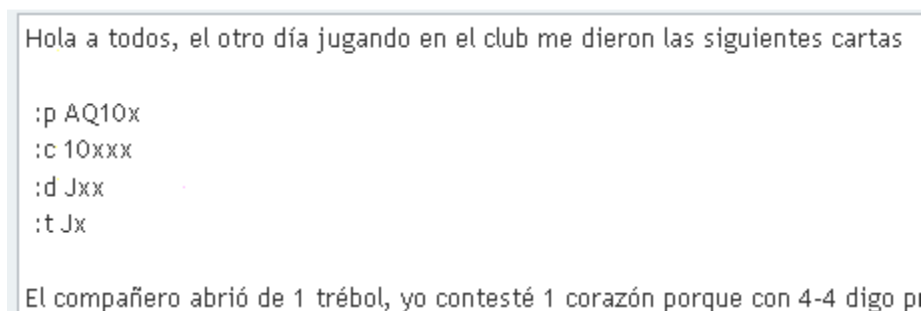 Hola a todos, el otro día jugando en el club me dieron las siguientes cartas
:p AQ10x
:c 10xxx
:d Jxx
:t Jx
El compañero abrió de 1 trébol, yo contesté 1 corazón porque con 4-4 digo